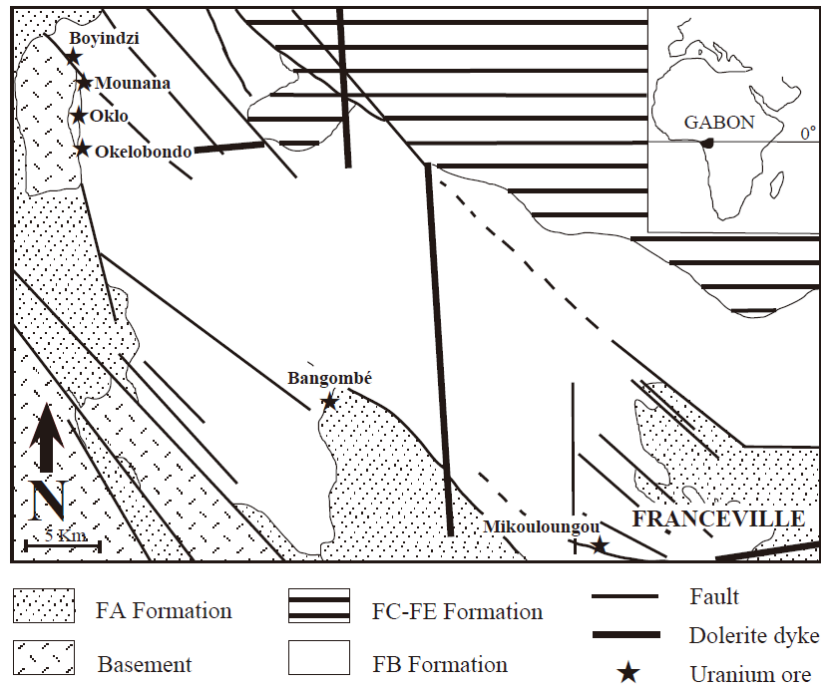 Boyindzi
Mounana
Oklo
Okelobondo
GABON
0°
Bangombé
N
5 Km
Mikouloungou
FRANCEVILLE
FA Formation
FC-FE Formation
Fault
Dolerite dyke
Basement
FB Formation
Uranium ore